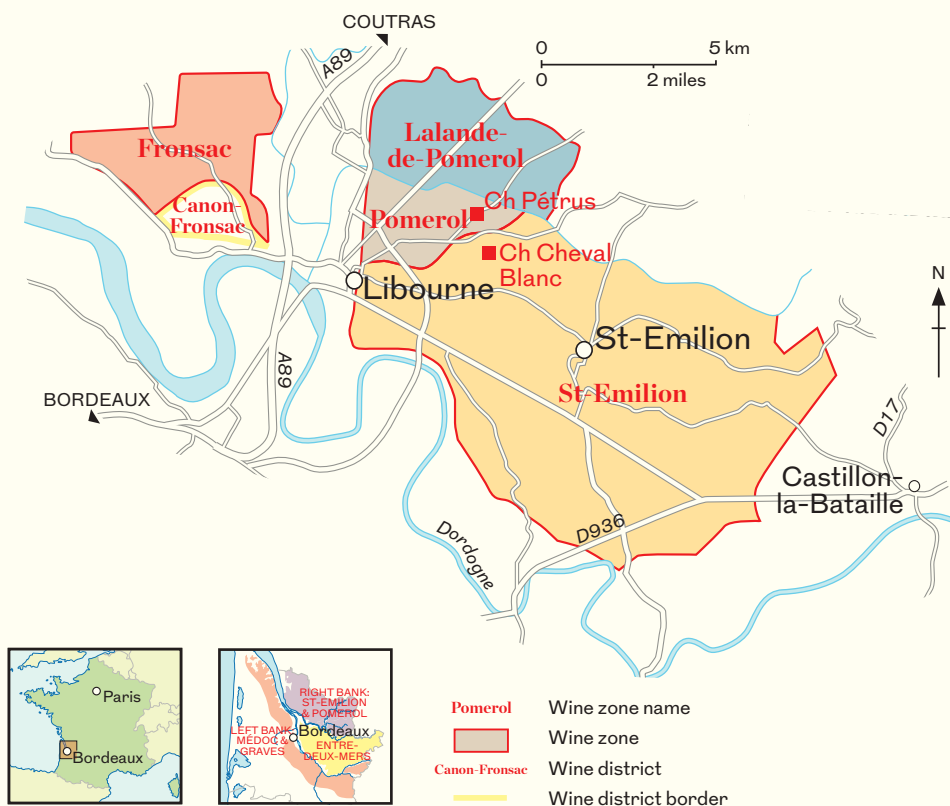 COUTRAS
0 5 km
0 2 miles
A89
Fronsac
Lalande-
de-Pomerol
Canon-
Fronsac
Pomerol
Ch Pétrus
Ch Cheval
Blanc
N
Libourne
St-Emilion
St-Emilion
A89
BORDEAUX
D17
Castillon-
la-Bataille
D936
Dordogne
Paris
Bordeaux
RIGHT BANK:
ST-EMILION
& POMEROL
LEFT BANK:
MÉDOC &
GRAVES
Bordeaux
ENTRE-
DEUX-MERS
Pomerol Wine zone name
Wine zone
Canon-Fronsac Wine district
Wine district border